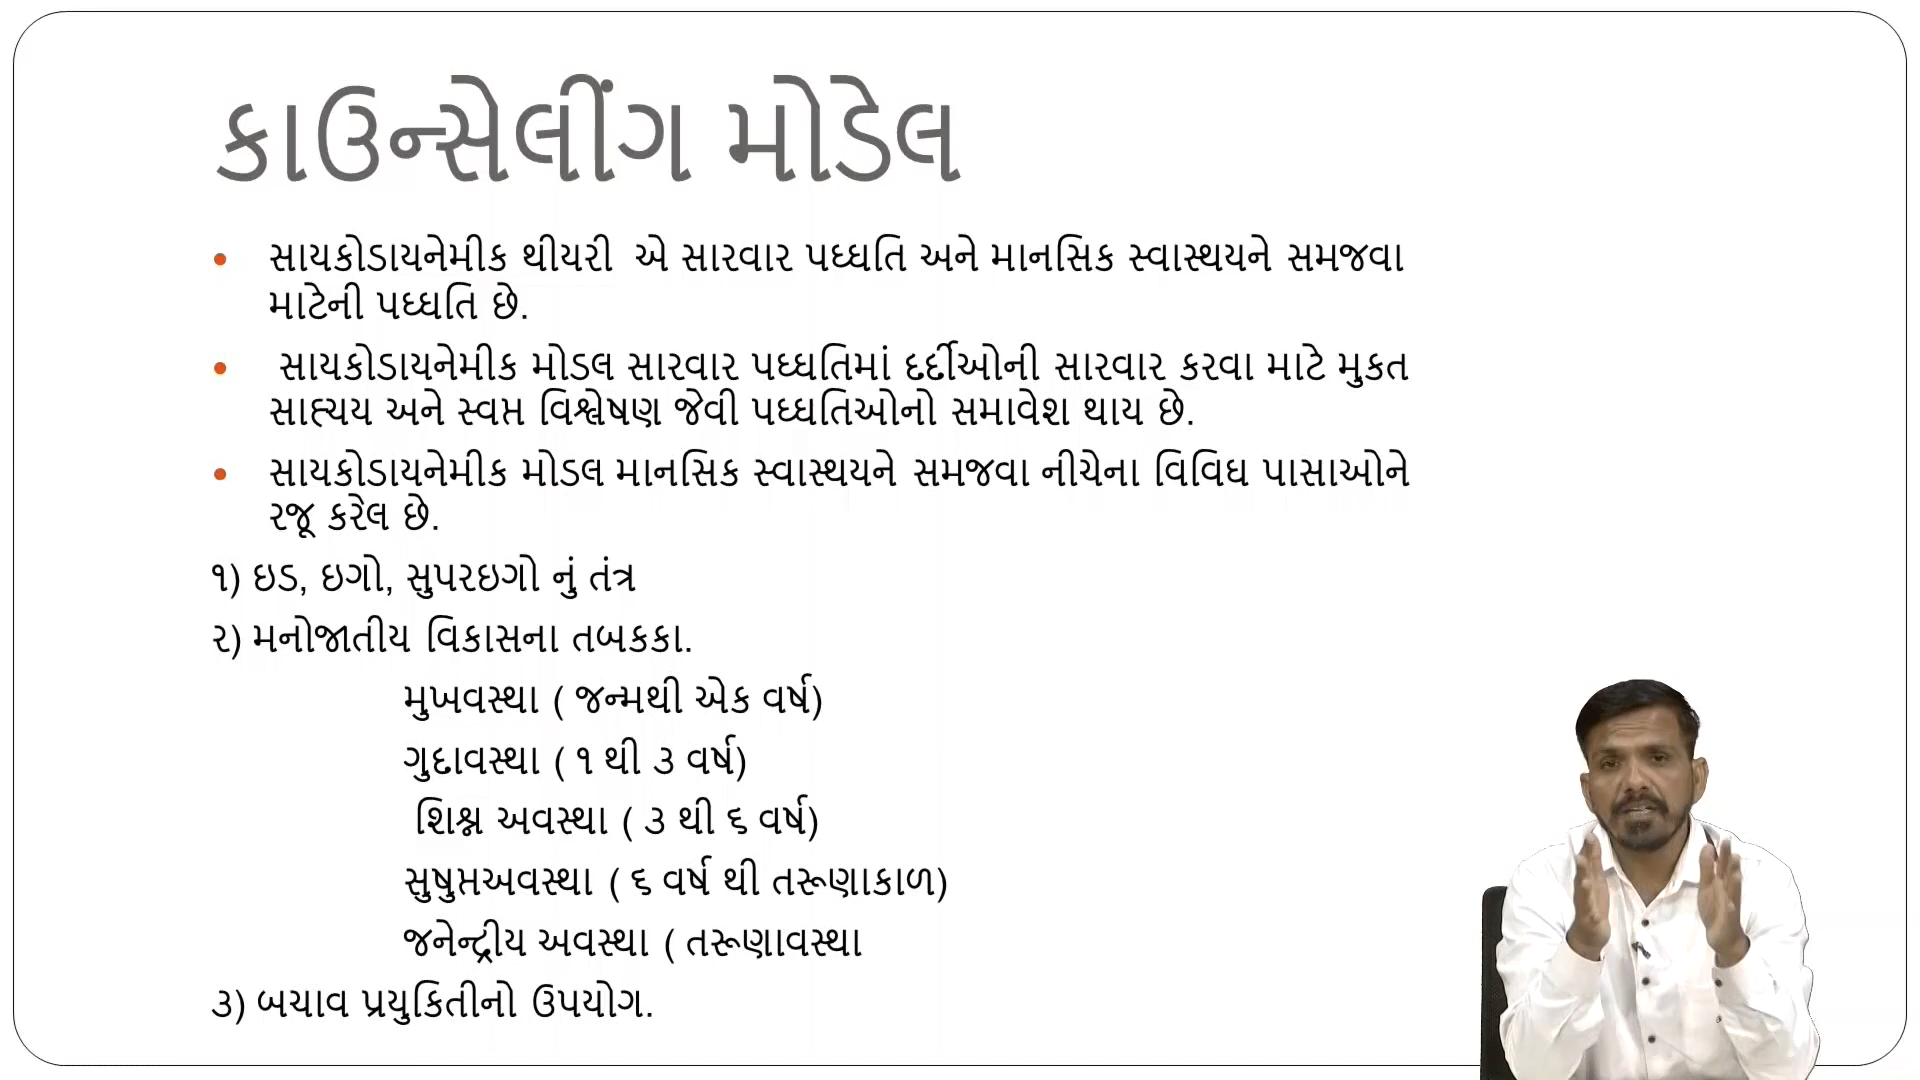 કાઉન્સેલીંગ મોડેલ
• સાયકોડાયનેમીક થીયરી એ સારવાર પધ્ધતિ અને માનસિક સ્વાસ્થયને સમજવા
માટેની પધ્ધતિ છે.
• સાયકોડાયનેમીક મોડલ સારવાર પધ્ધતિમાં દર્દીઓની સારવાર કરવા માટે મુકત
સાહ્ચય અને સ્વપ્ત વિશ્વેષણ જેવી પધ્ધતિઓનો સમાવેશ થાય છે.
• સાયકોડાયનેમીક મોડલ માનસિક સ્વાસ્થયને સમજવા નીચેના વિવિધ પાસાઓને
રજૂ કરેલ છે.
૧) ઇડ, ઇગો, સુપરઇગો નું તંત્ર
૨) મનોજાતીય વિકાસના તબકકા.
મુખવસ્થા ( જન્મથી એક વર્ષ)
ગુદાવસ્થા ( ૧ થી ૩ વર્ષ)
શિશ્ન અવસ્થા ( ૩ થી ૬ વર્ષ)
સુષુપ્તઅવસ્થા ( ૬ વર્ષ થી તરૂણાકાળ)
જનેન્દ્રીય અવસ્થા ( તરૂણાવસ્થા
૩) બચાવ પ્રયુકિતીનો ઉપયોગ.